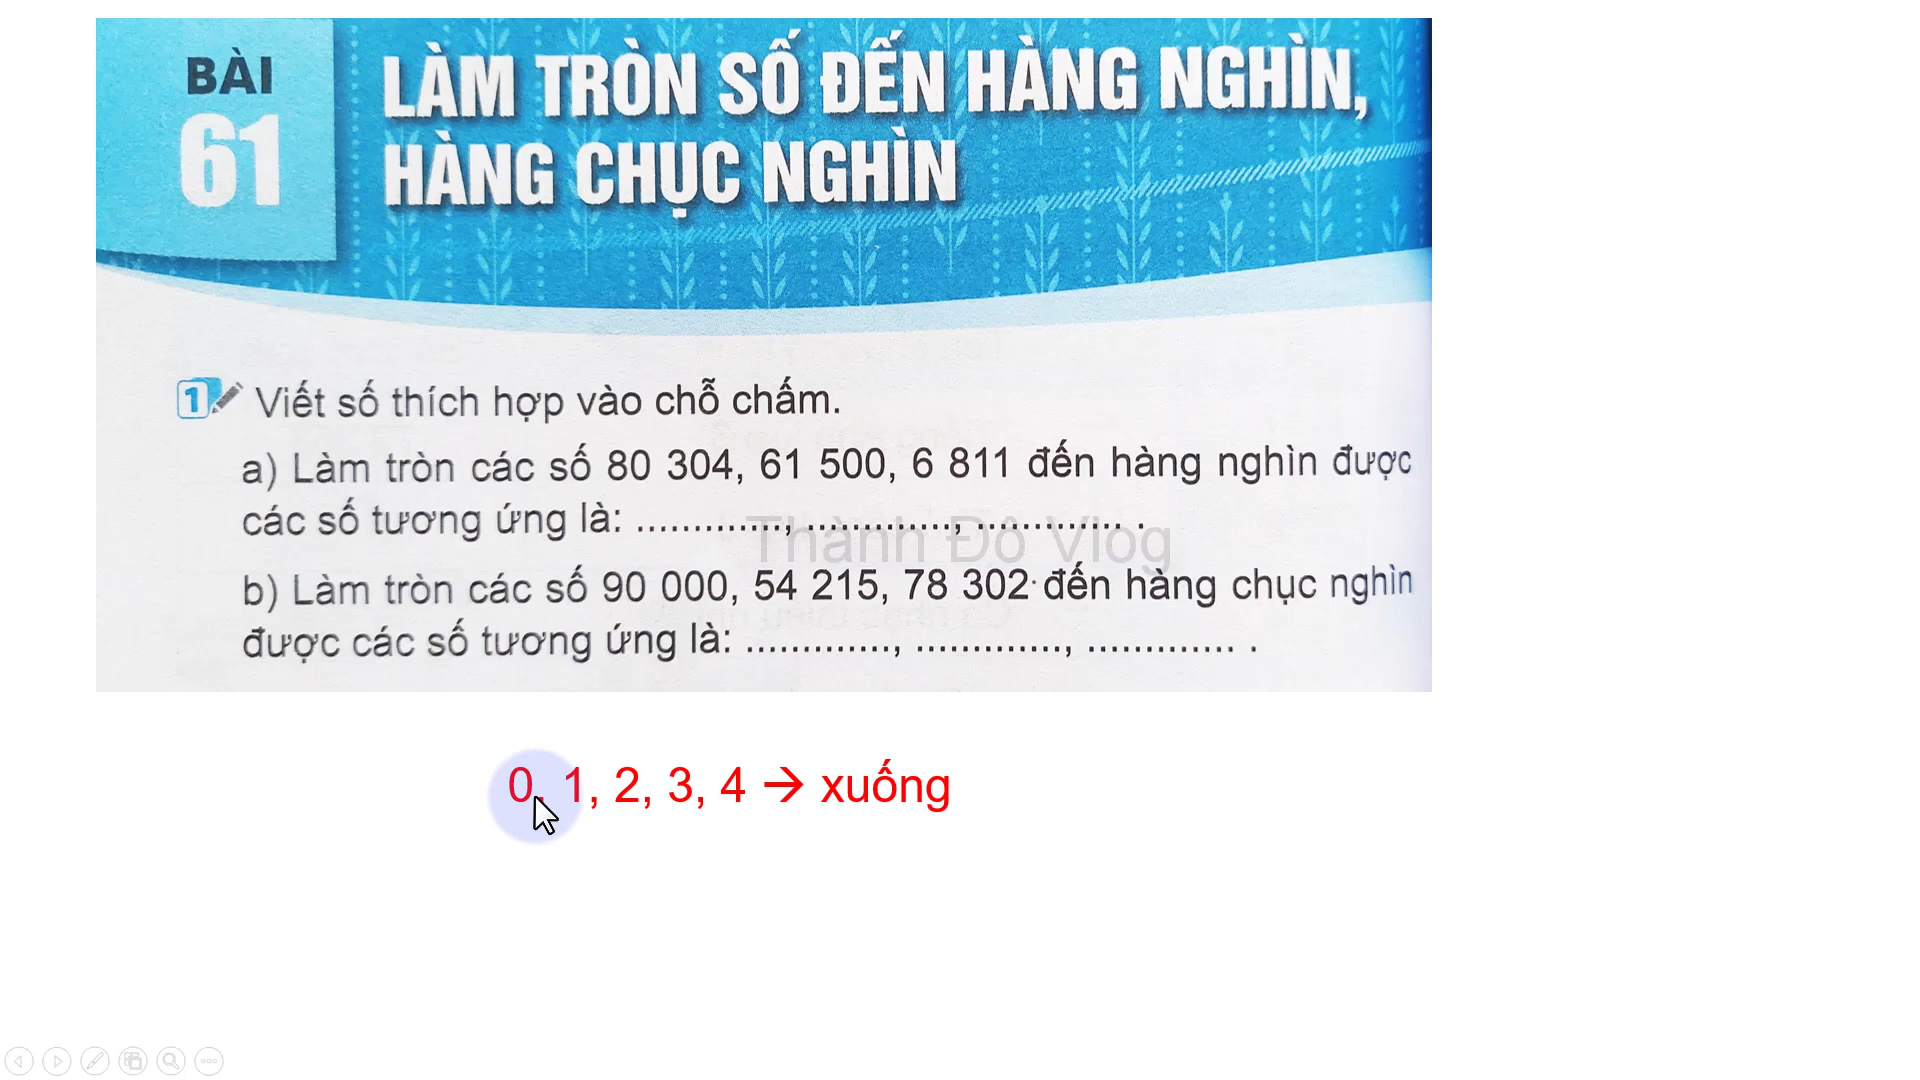 BÀI
61
LÀM TRÒN SỐ ĐẾN HÀNG NGHÌN,
HÀNG CHỤC NGHÌN
1 Viết số thích hợp vào chỗ chấm.
a) Làm tròn các số 80 304, 61 500, 6 811 đến hàng nghìn được
các số tương ứng là: ............., ............., ............. .
Thành Đô Vlog
b) Làm tròn các số 90 000, 54 215, 78 302 đến hàng chục nghìn
được các số tương ứng là: ............., ............., ............. .
0, 1, 2, 3, 4 → xuống